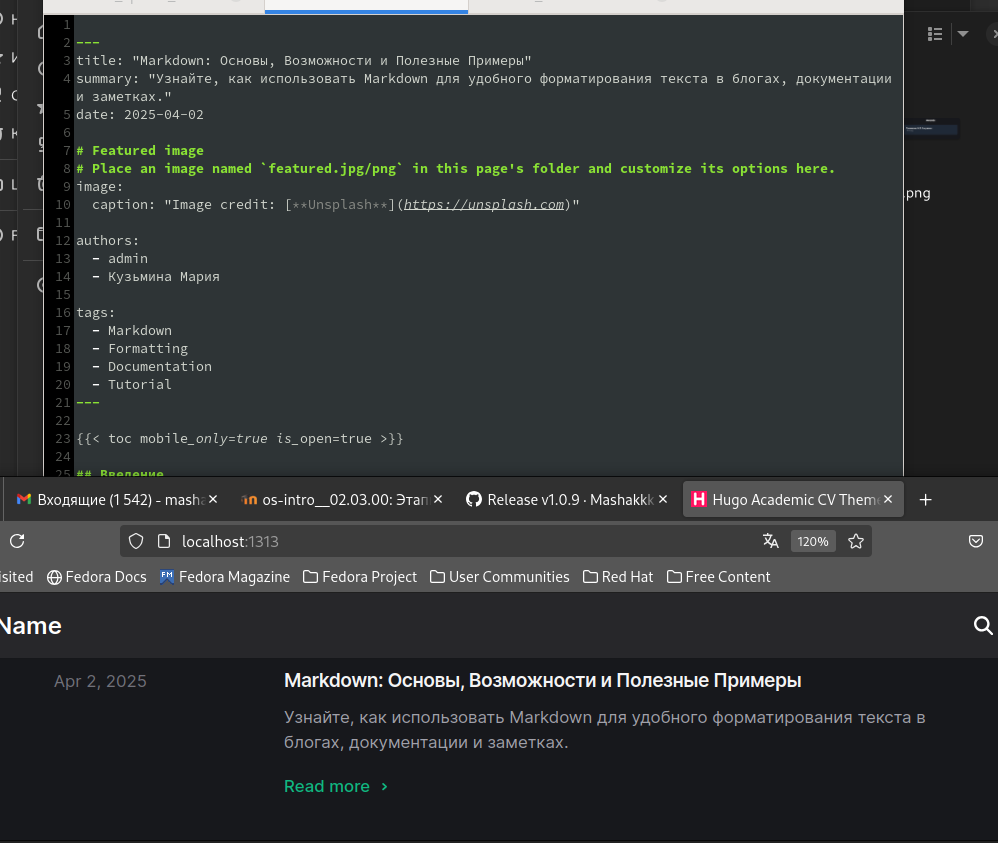 1
2 ---
3 title: "Markdown: Основы, Возможности и Полезные Примеры"
4 summary: "Узнайте, как использовать Markdown для удобного форматирования текста в блогах, документации
и заметках."
5 date: 2025-04-02
6
7 # Featured image
8 # Place an image named `featured.jpg/png` in this page's folder and customize its options here.
9 image:
10   caption: "Image credit: [**Unsplash**](https://unsplash.com)"
11
12 authors:
13   - admin
14   - Кузьмина Мария
15
16 tags:
17   - Markdown
18   - Formatting
19   - Documentation
20   - Tutorial
21 ---
22
23 {{< toc mobile_only=true is_open=true >}}
24
25 ## Введение
.png
Входящие (1 542) - masha
os-intro__02.03.00: Этап
Release v1.0.9 · Mashakkk
Hugo Academic CV Theme
localhost:1313
120%
isited
Fedora Docs
FM Fedora Magazine
Fedora Project
User Communities
Red Hat
Free Content
Name
Apr 2, 2025
Markdown: Основы, Возможности и Полезные Примеры
Узнайте, как использовать Markdown для удобного форматирования текста в
блогах, документации и заметках.
Read more ›